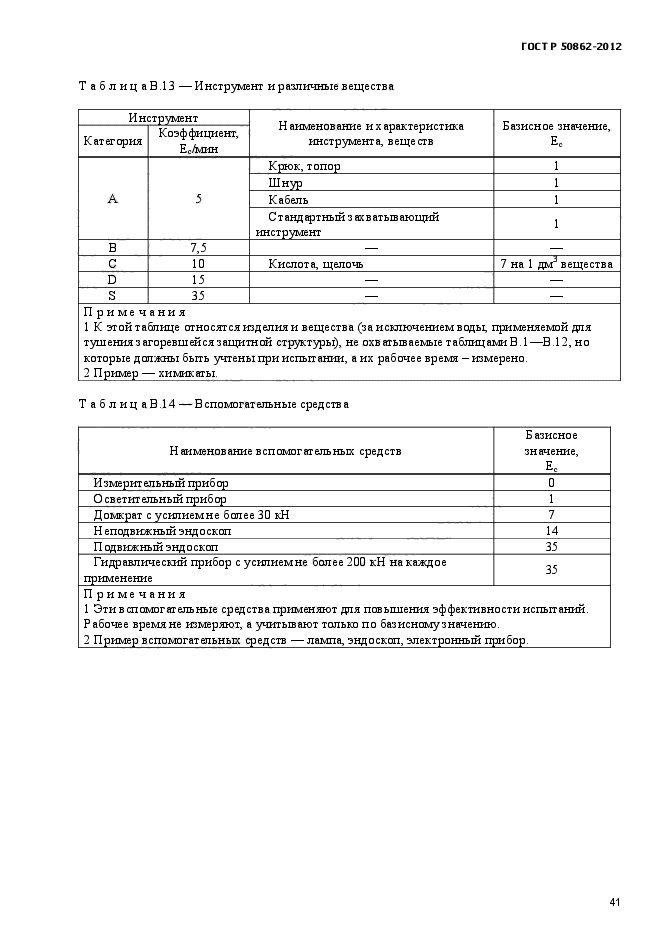 ГОСТ Р 50862-2012
Т а б л и ц а В.13 — Инструмент и различные вещества
Инструмент
Наименование и характеристика инструмента, веществ
Базисное значение, Ec
Категория
Коэффициент, Ec/мин
A 5 Крюк, топор 1
Шнур 1
Кабель 1
Стандартный захватывающий инструмент 1
B 7,5 — —
C 10 Кислота, щелочь 7 на 1 дм³ вещества
D 15 — —
S 35 — —
П р и м е ч а н и я
1 К этой таблице относятся изделия и вещества (за исключением воды, применяемой для
тушения загоревшейся защитной структуры), не охватываемые таблицами В.1—В.12, но
которые должны быть учтены при испытании, а их рабочее время – измерено.
2 Пример — химикаты.
Т а б л и ц а В.14 — Вспомогательные средства
Наименование вспомогательных средств
Базисное значение, Ec
Измерительный прибор 0
Осветительный прибор 1
Домкрат с усилием не более 30 кН 7
Неподвижный эндоскоп 14
Подвижный эндоскоп 35
Гидравлический прибор с усилием не более 200 кН на каждое применение 35
П р и м е ч а н и я
1 Эти вспомогательные средства применяют для повышения эффективности испытаний.
Рабочее время не измеряют, а учитывают только по базисному значению.
2 Пример вспомогательных средств — лампа, эндоскоп, электронный прибор.
41